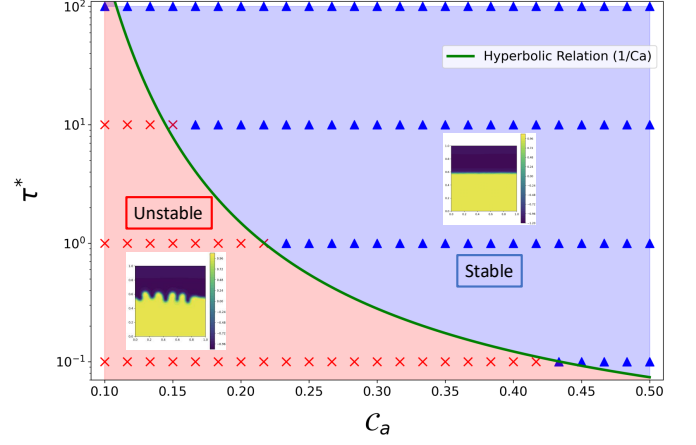 10²
10¹
10⁰
10⁻¹
τ*
Hyperbolic Relation (1/Ca)
Unstable
Stable
0.10 0.15 0.20 0.25 0.30 0.35 0.40 0.45 0.50
𝒞ₐ